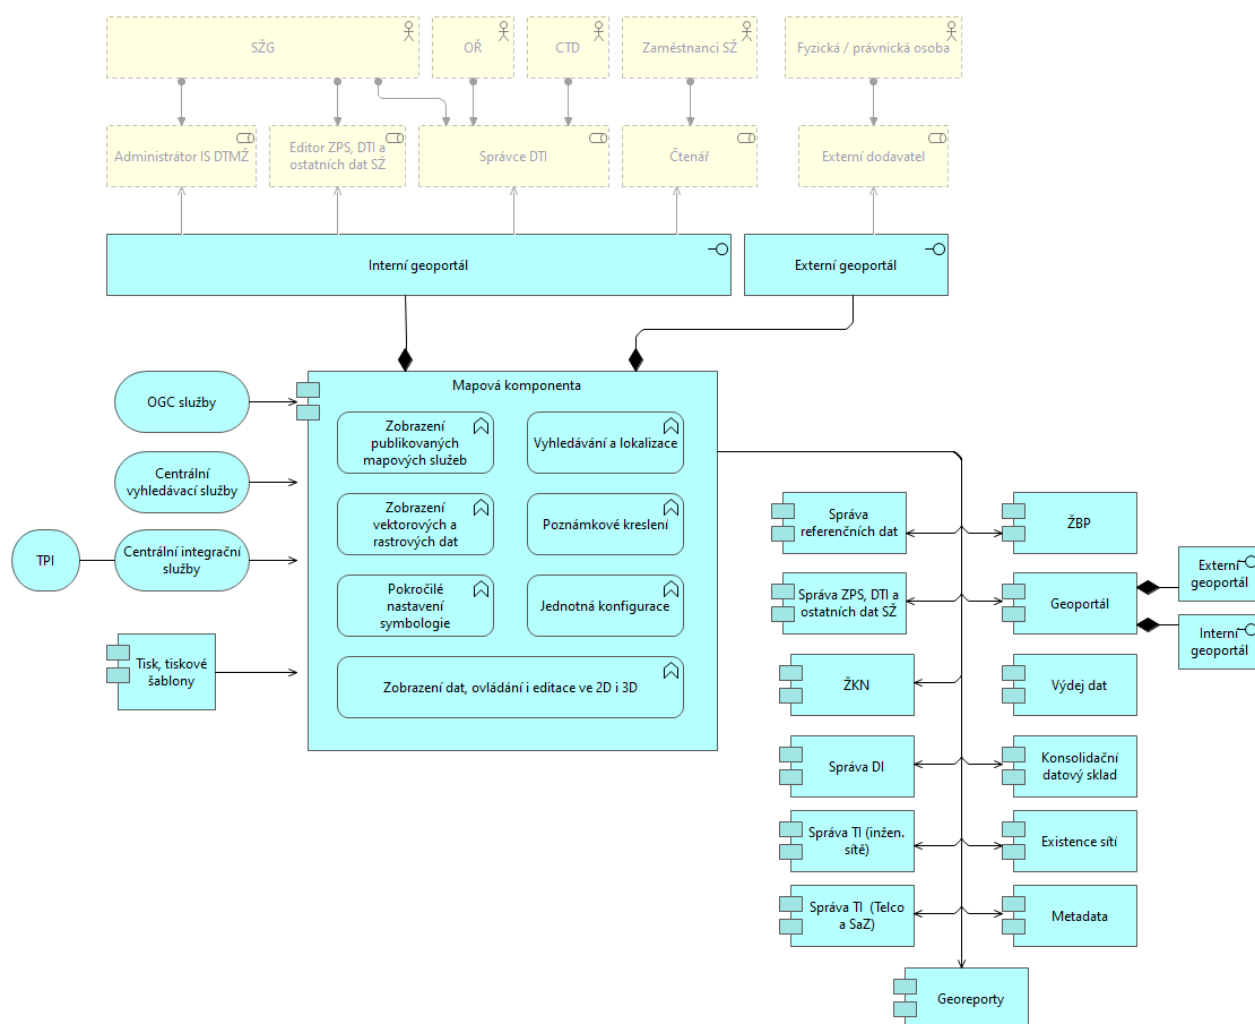 SŽG
OŘ
CTD
Zaměstnanci SŽ
Fyzická / právnická osoba
Administrátor IS DTMŽ
Editor ZPS, DTI a
ostatních dat SŽ
Správce DTI
Čtenář
Externí dodavatel
Interní geoportál
Externí geoportál
Mapová komponenta
OGC služby
Centrální
vyhledávací služby
TPI
Centrální integrační
služby
Tisk, tiskové
šablony
Zobrazení
publikovaných
mapových služeb
Vyhledávání a lokalizace
Zobrazení
vektorových a
rastrových dat
Poznámkové kreslení
Pokročilé
nastavení
symbologie
Jednotná konfigurace
Zobrazení dat, ovládání i editace ve 2D i 3D
Správa
referenčních dat
ŽBP
Správa ZPS, DTI a
ostatních dat SŽ
Geoportál
Externí
geoportál
Interní
geoportál
ŽKN
Výdej dat
Správa DI
Konsolidační
datový sklad
Správa TI (inžen.
sítě)
Existence sítí
Správa TI (Telco
a SaZ)
Metadata
Georeporty